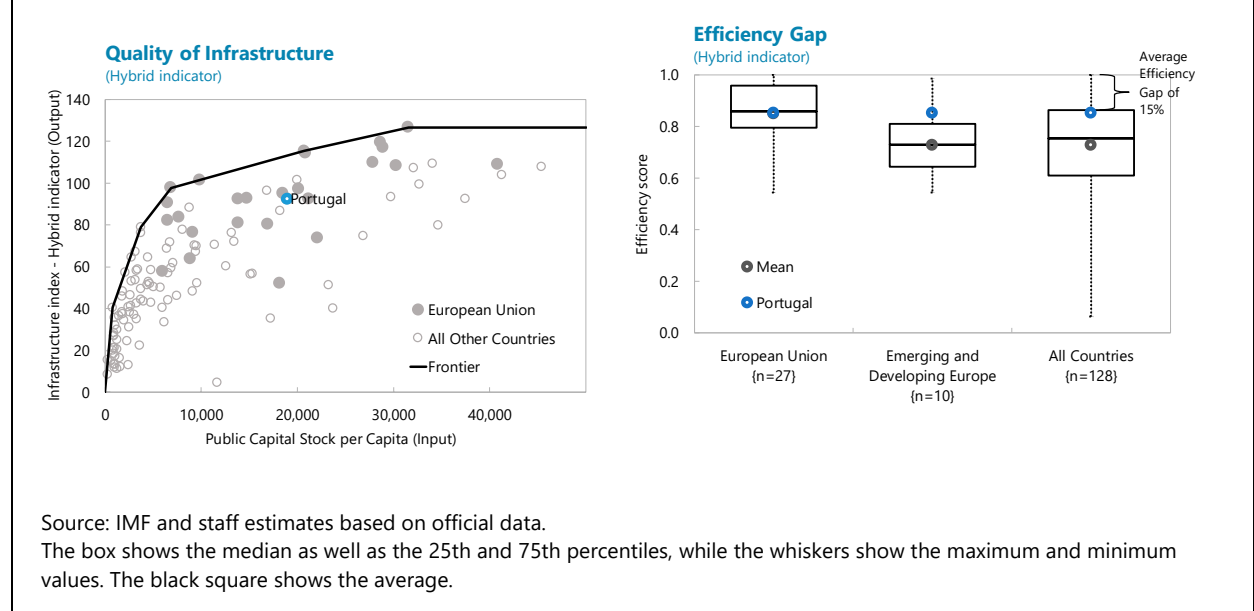 Quality of Infrastructure
(Hybrid indicator)
Infrastructure index - Hybrid indicator (Output)
140
120
100
80
60
40
20
0
Portugal
European Union
All Other Countries
Frontier
0 10,000 20,000 30,000 40,000
Public Capital Stock per Capita (Input)
Efficiency Gap
(Hybrid indicator)
Average
Efficiency
Gap of
15%
Efficiency score
1.0
0.8
0.6
0.4
0.2
0.0
Mean
Portugal
European Union
{n=27}
Emerging and
Developing Europe
{n=10}
All Countries
{n=128}
Source: IMF and staff estimates based on official data.
The box shows the median as well as the 25th and 75th percentiles, while the whiskers show the maximum and minimum
values. The black square shows the average.